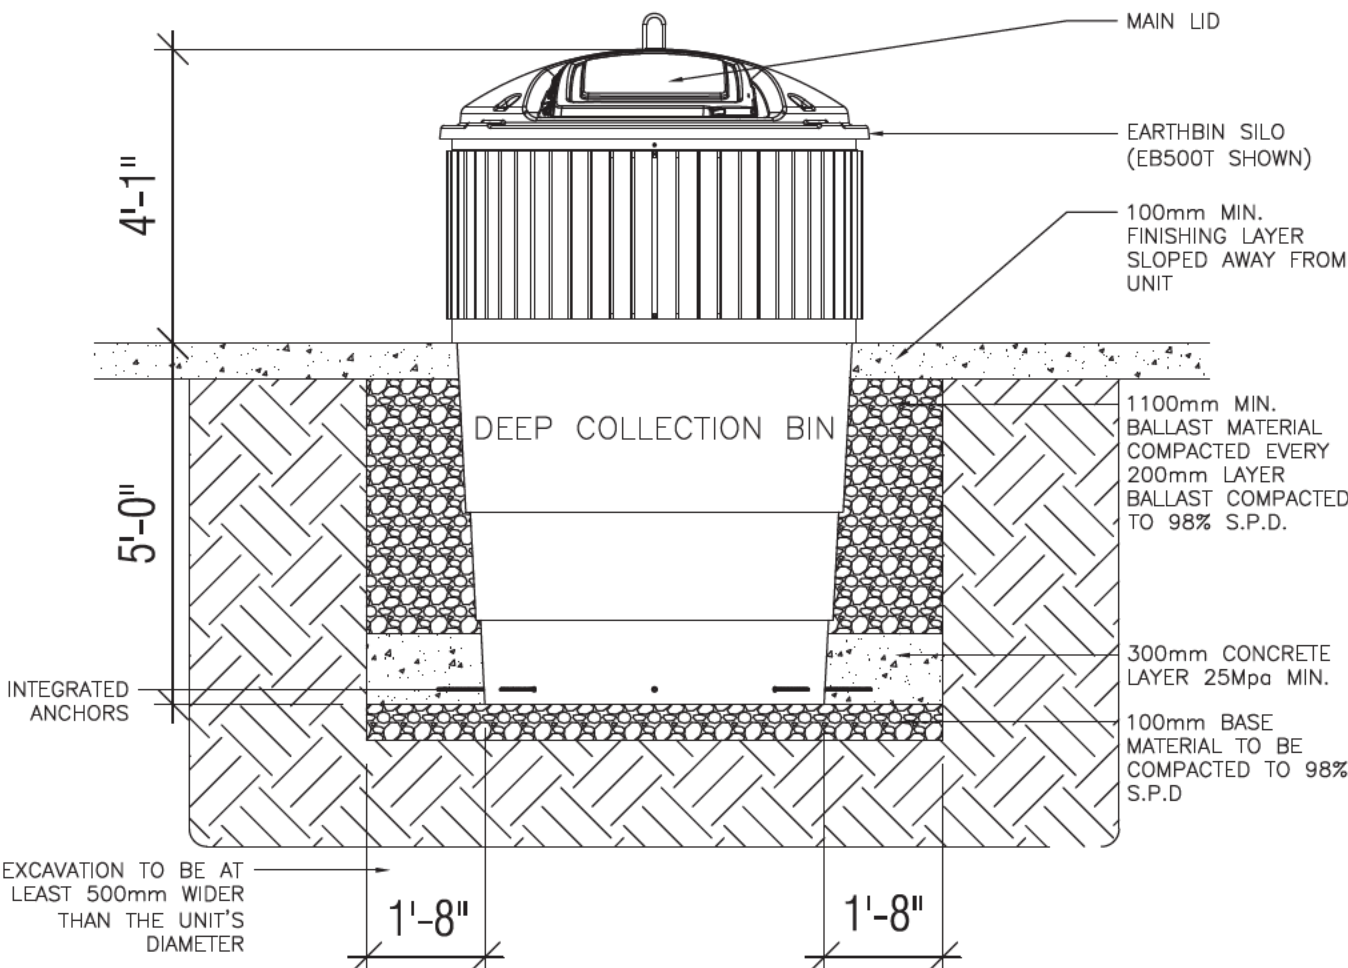 MAIN LID
4'-1"
EARTHBIN SILO
(EB500T SHOWN)
100mm MIN.
FINISHING LAYER
SLOPED AWAY FROM
UNIT
DEEP COLLECTION BIN
1100mm MIN.
BALLAST MATERIAL
COMPACTED EVERY
200mm LAYER
BALLAST COMPACTED
TO 98% S.P.D.
5'-0"
300mm CONCRETE
LAYER 25Mpa MIN.
INTEGRATED
ANCHORS
100mm BASE
MATERIAL TO BE
COMPACTED TO 98%
S.P.D
EXCAVATION TO BE AT
LEAST 500mm WIDER
THAN THE UNIT'S
DIAMETER
1'-8"
1'-8"